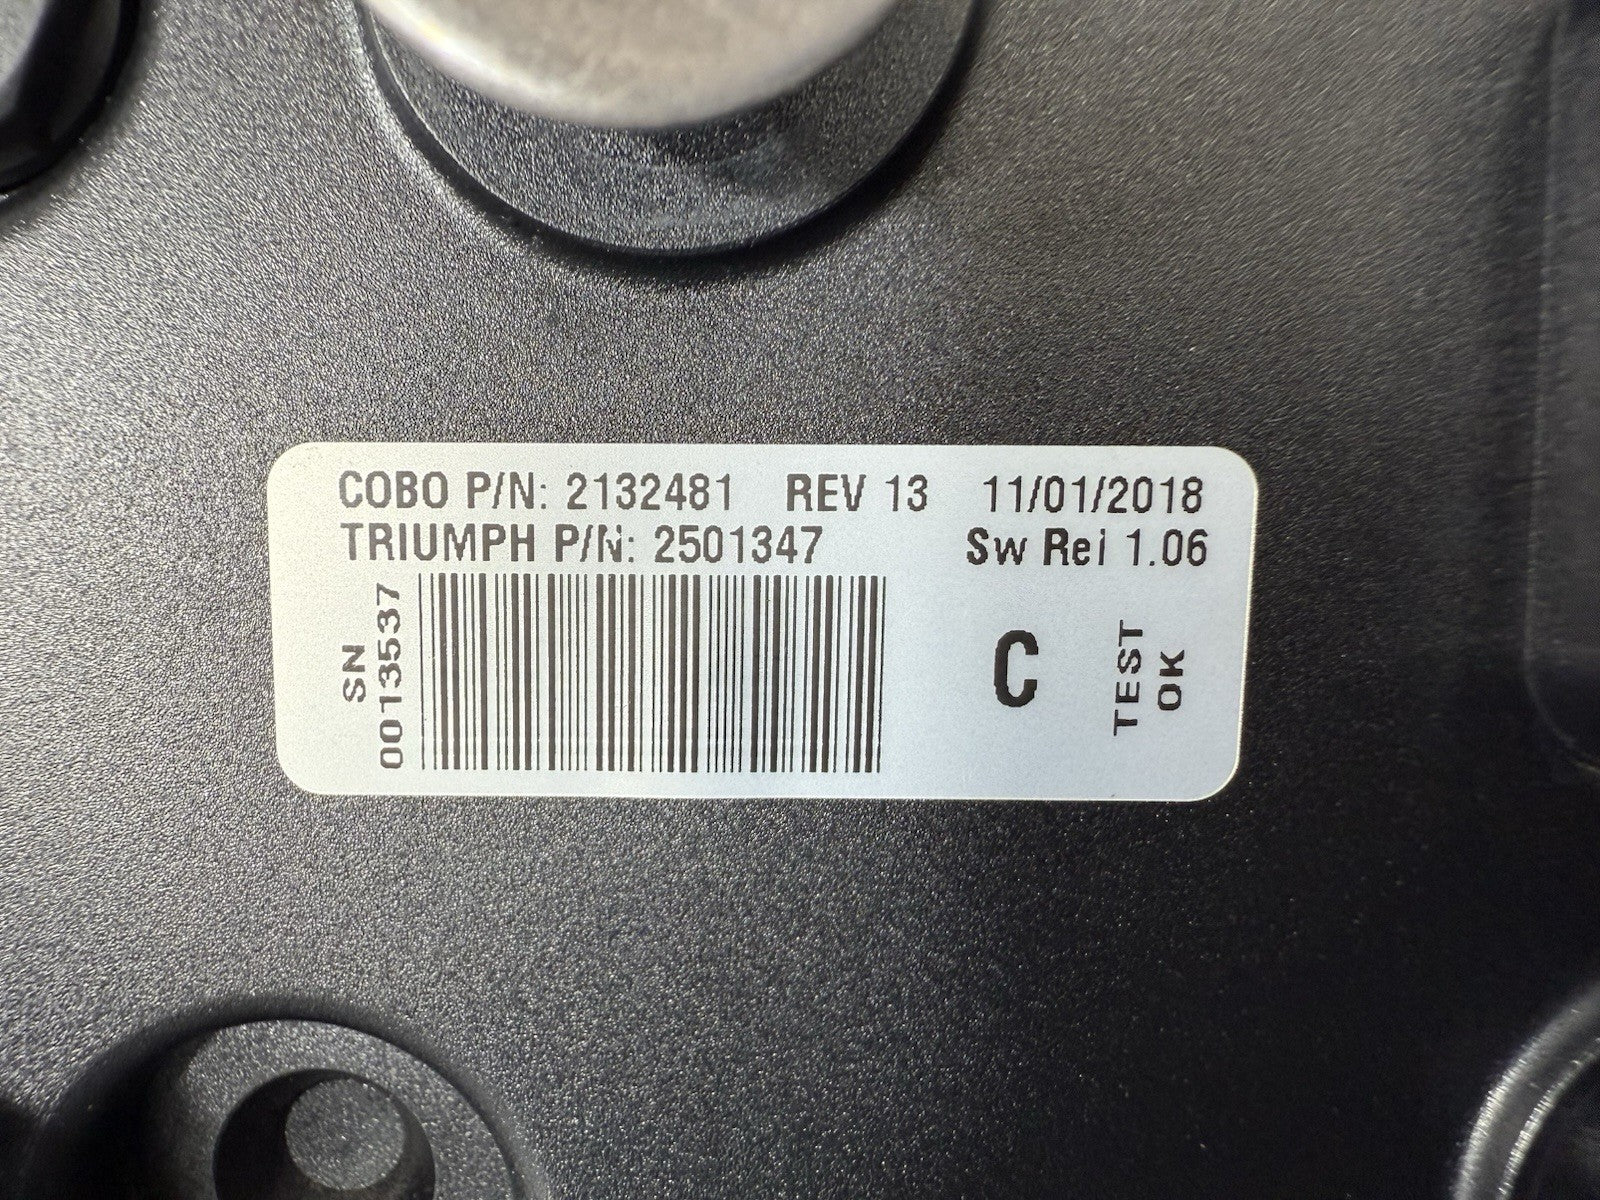 COBO P/N: 2132481 REV 13 11/01/2018
TRIUMPH P/N: 2501347 Sw Rei 1.06
SN
0013537
C
TEST
OK